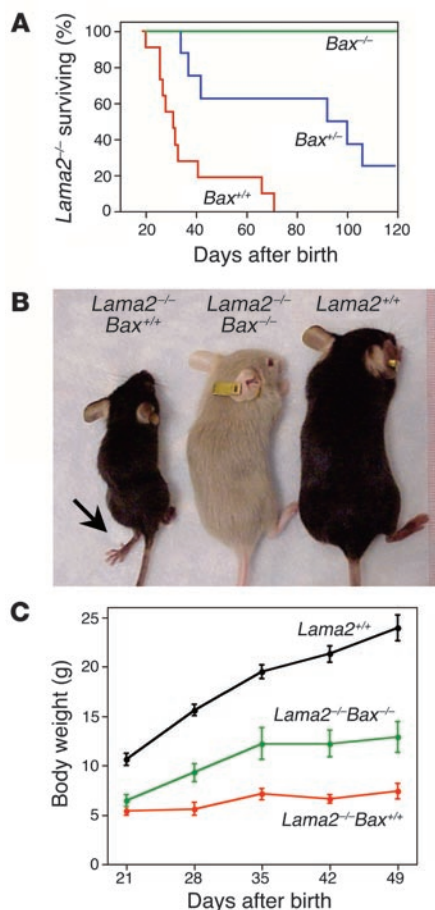 A
Lama2–/– surviving (%)
100
80
60
40
20
0
Bax–/–
Bax+/–
Bax+/+
20 40 60 80 100 120
Days after birth
B
Lama2–/– Lama2–/– Lama2+/+
Bax+/+ Bax–/–
C
Body weight (g)
25
20
15
10
5
0
Lama2+/+
Lama2–/–Bax–/–
Lama2–/–Bax+/+
21 28 35 42 49
Days after birth